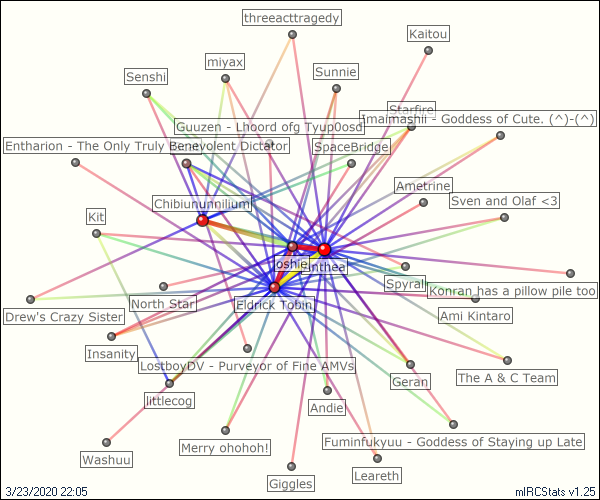 threeacttragedy
Kaitou
miyax
Sunnie
Senshi
Starfire
Imaimashii - Goddess of Cute. (^)-(^)
Guuzen - Lhoord ofg Tyup0osd
Entharion - The Only Truly Benevolent Dictator
SpaceBridge
Ametrine
Sven and Olaf <3
Chibiununnilium
Kit
Eldrick Tobin
Spyral
Konran has a pillow pile too
North Star
Drew's Crazy Sister
Ami Kintaro
Insanity
LostboyDV - Purveyor of Fine AMVs
Geran
The A & C Team
littlecog
Andie
Merry ohohoh!
Fuminfukyuu - Goddess of Staying up Late
Washuu
Giggles
Leareth
3/23/2020 22:05
mIRCStats v1.25